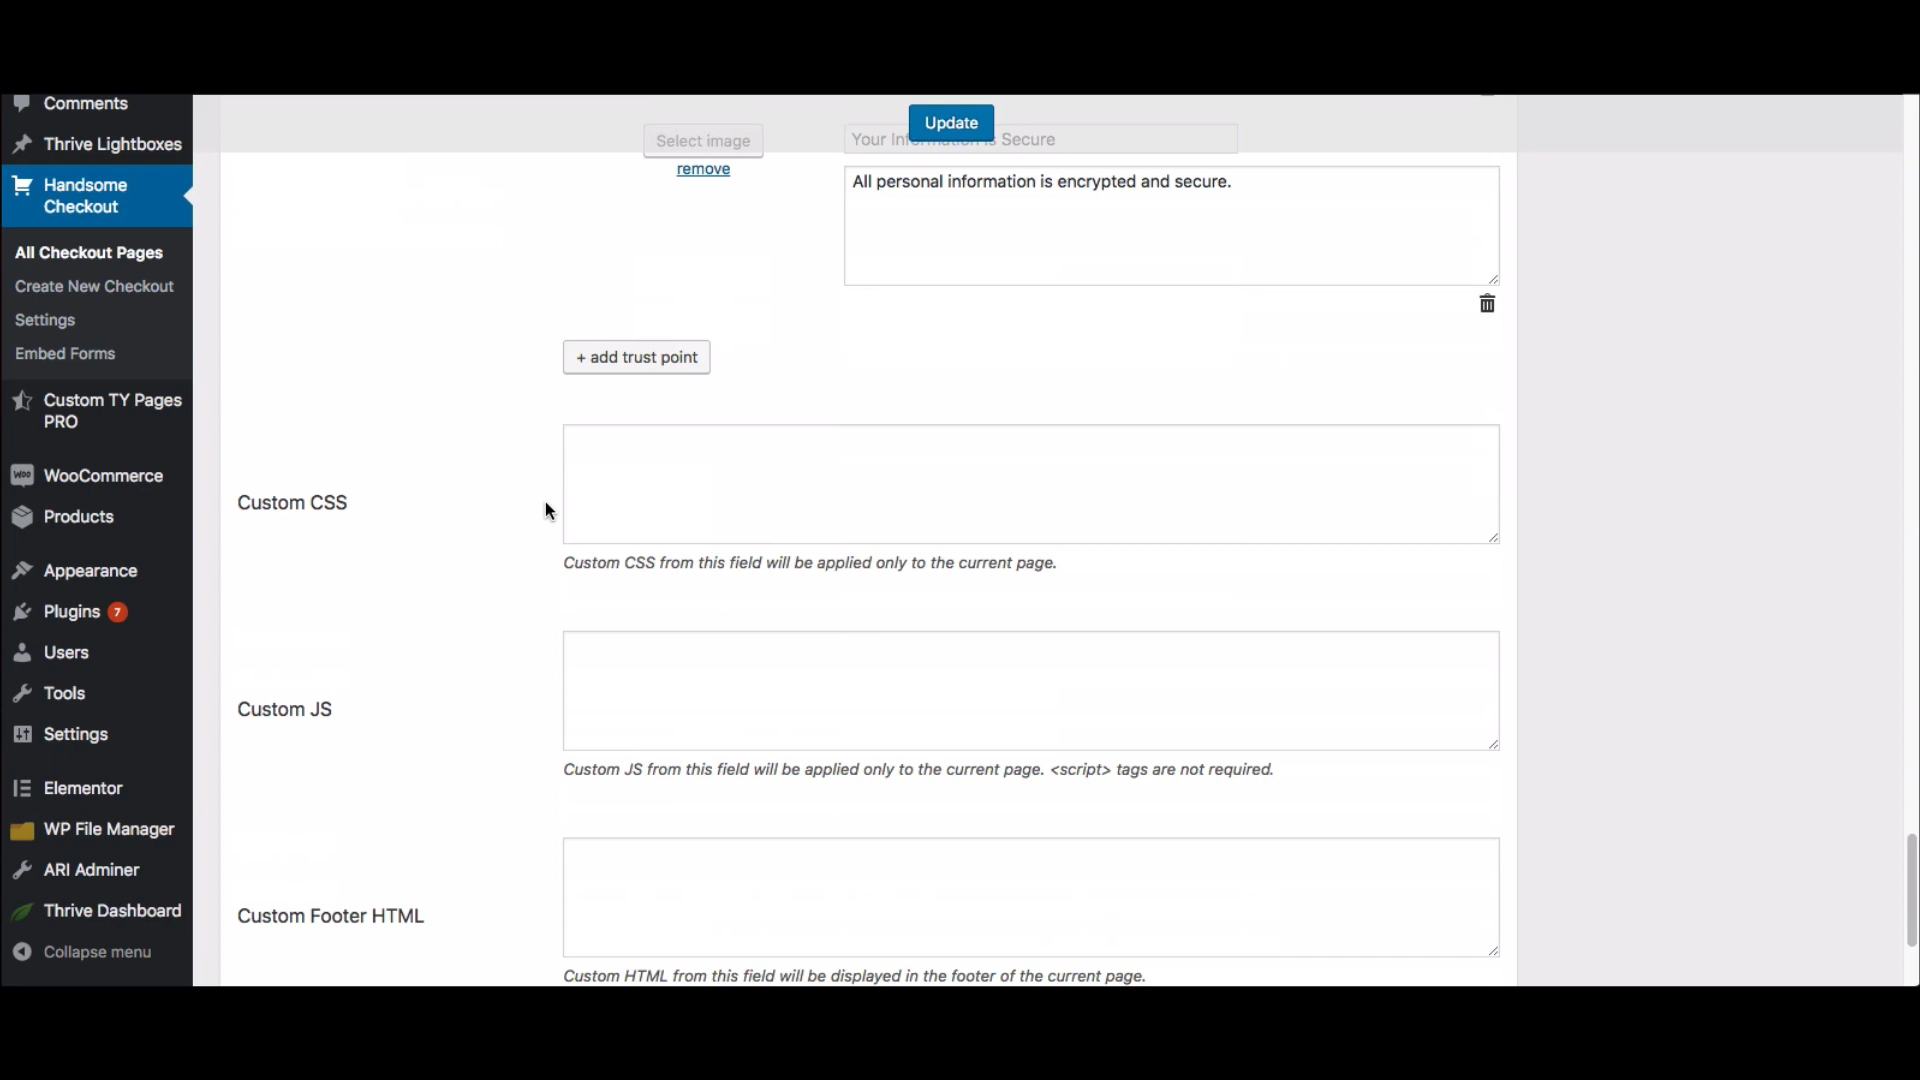 Comments
Thrive Lightboxes
Handsome
Checkout
All Checkout Pages
Create New Checkout
Settings
Embed Forms
Custom TY Pages
PRO
WOO WooCommerce
Products
Appearance
Plugins 7
Users
Tools
Settings
Elementor
WP File Manager
ARI Adminer
Thrive Dashboard
Collapse menu
Update
Select image
Your Information is Secure
remove
All personal information is encrypted and secure.
+ add trust point
Custom CSS
Custom CSS from this field will be applied only to the current page.
Custom JS
Custom JS from this field will be applied only to the current page. <script> tags are not required.
Custom Footer HTML
Custom HTML from this field will be displayed in the footer of the current page.